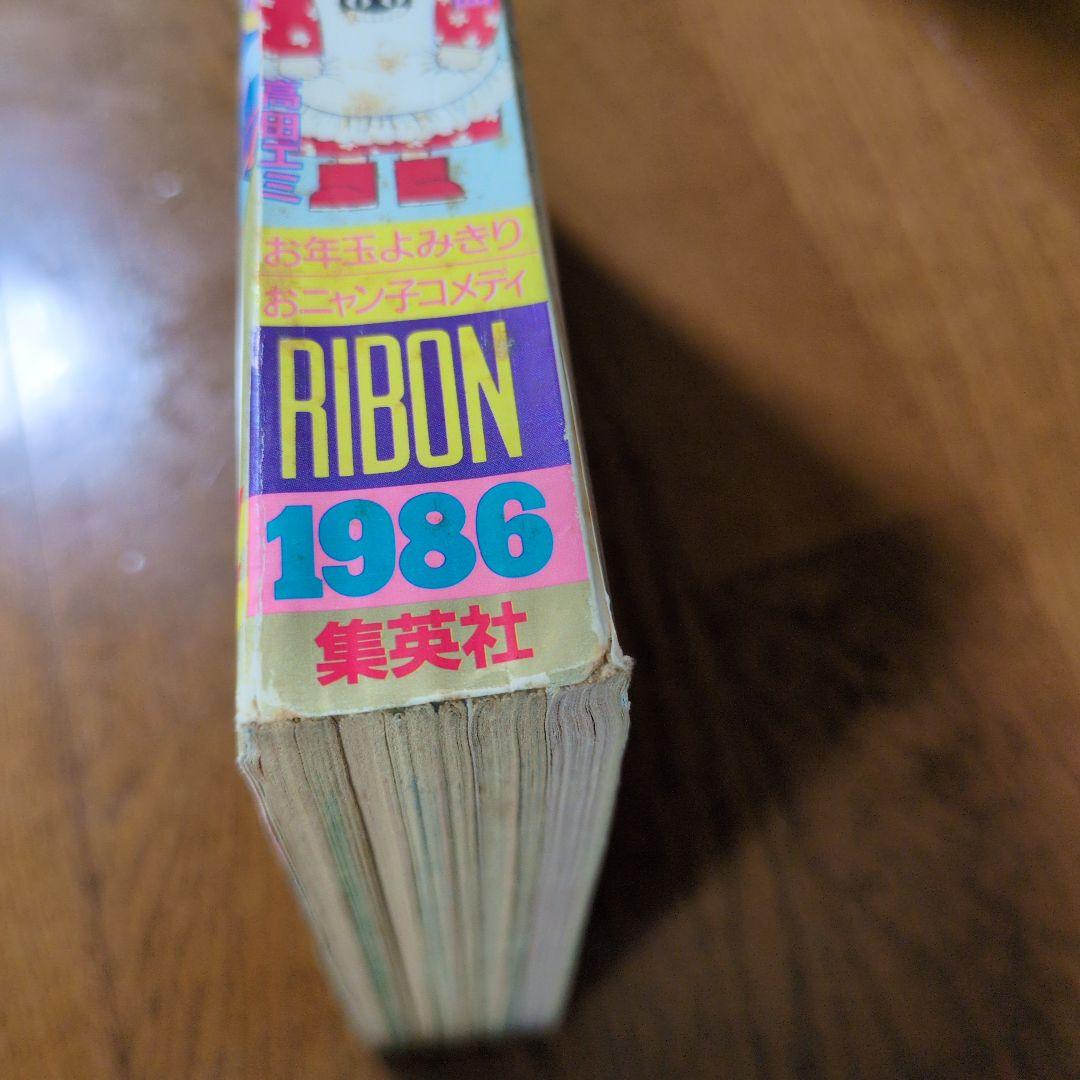 高田エミ
お年玉よみきり
おニャン子コメディ
RIBON
1986
集英社